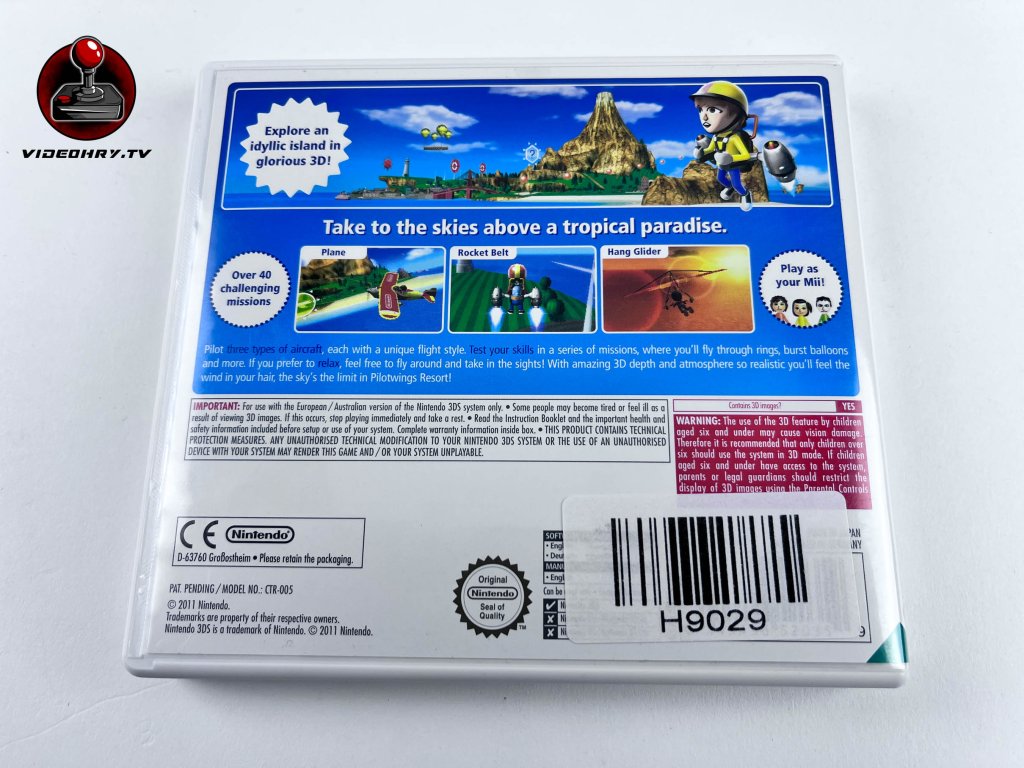 VIDEOHRY.TV
Explore an
idyllic island in
glorious 3D!
Take to the skies above a tropical paradise.
Over 40
challenging
missions
Plane
Rocket Belt
Hang Glider
Play as
your Mii!
Pilot three types of aircraft, each with a unique flight style. Test your skills in a series of missions, where you'll fly through rings, burst balloons
and more. If you prefer to relax, feel free to fly around and take in the sights! With amazing 3D depth and atmosphere so realistic you'll feel the
wind in your hair, the sky's the limit in Pilotwings Resort!
IMPORTANT: For use with the European / Australian version of the Nintendo 3DS system only. • Some people may become tired or feel ill as a
result of viewing 3D images. If this occurs, stop playing immediately and take a rest. • Read the Instruction Booklet and the important health and
safety information included before setup or use of your system. Complete warranty information inside box. • THIS PRODUCT CONTAINS TECHNICAL
PROTECTION MEASURES. ANY UNAUTHORISED TECHNICAL MODIFICATION TO YOUR NINTENDO 3DS SYSTEM OR THE USE OF AN UNAUTHORISED
DEVICE WITH YOUR SYSTEM MAY RENDER THIS GAME AND / OR YOUR SYSTEM UNPLAYABLE.
Contains 3D images? YES
WARNING: The use of the 3D feature by children
aged six and under may cause vision damage.
Therefore it is recommended that only children over
six should use the system in 3D mode. If children
aged six and under have access to the system,
parents or legal guardians should restrict the
display of 3D images using the Parental Controls
CE Nintendo
D-63760 Großostheim • Please retain the packaging.
PAT. PENDING / MODEL NO.: CTR-005
© 2011 Nintendo.
Trademarks are property of their respective owners.
Nintendo 3DS is a trademark of Nintendo. © 2011 Nintendo.
Original
Nintendo
Seal of
Quality
TM
SOFT
• Engl
• Deu
MANU
• Engl
Can be
Ni
Ni
Ni
PAN
ANY
H9029
9